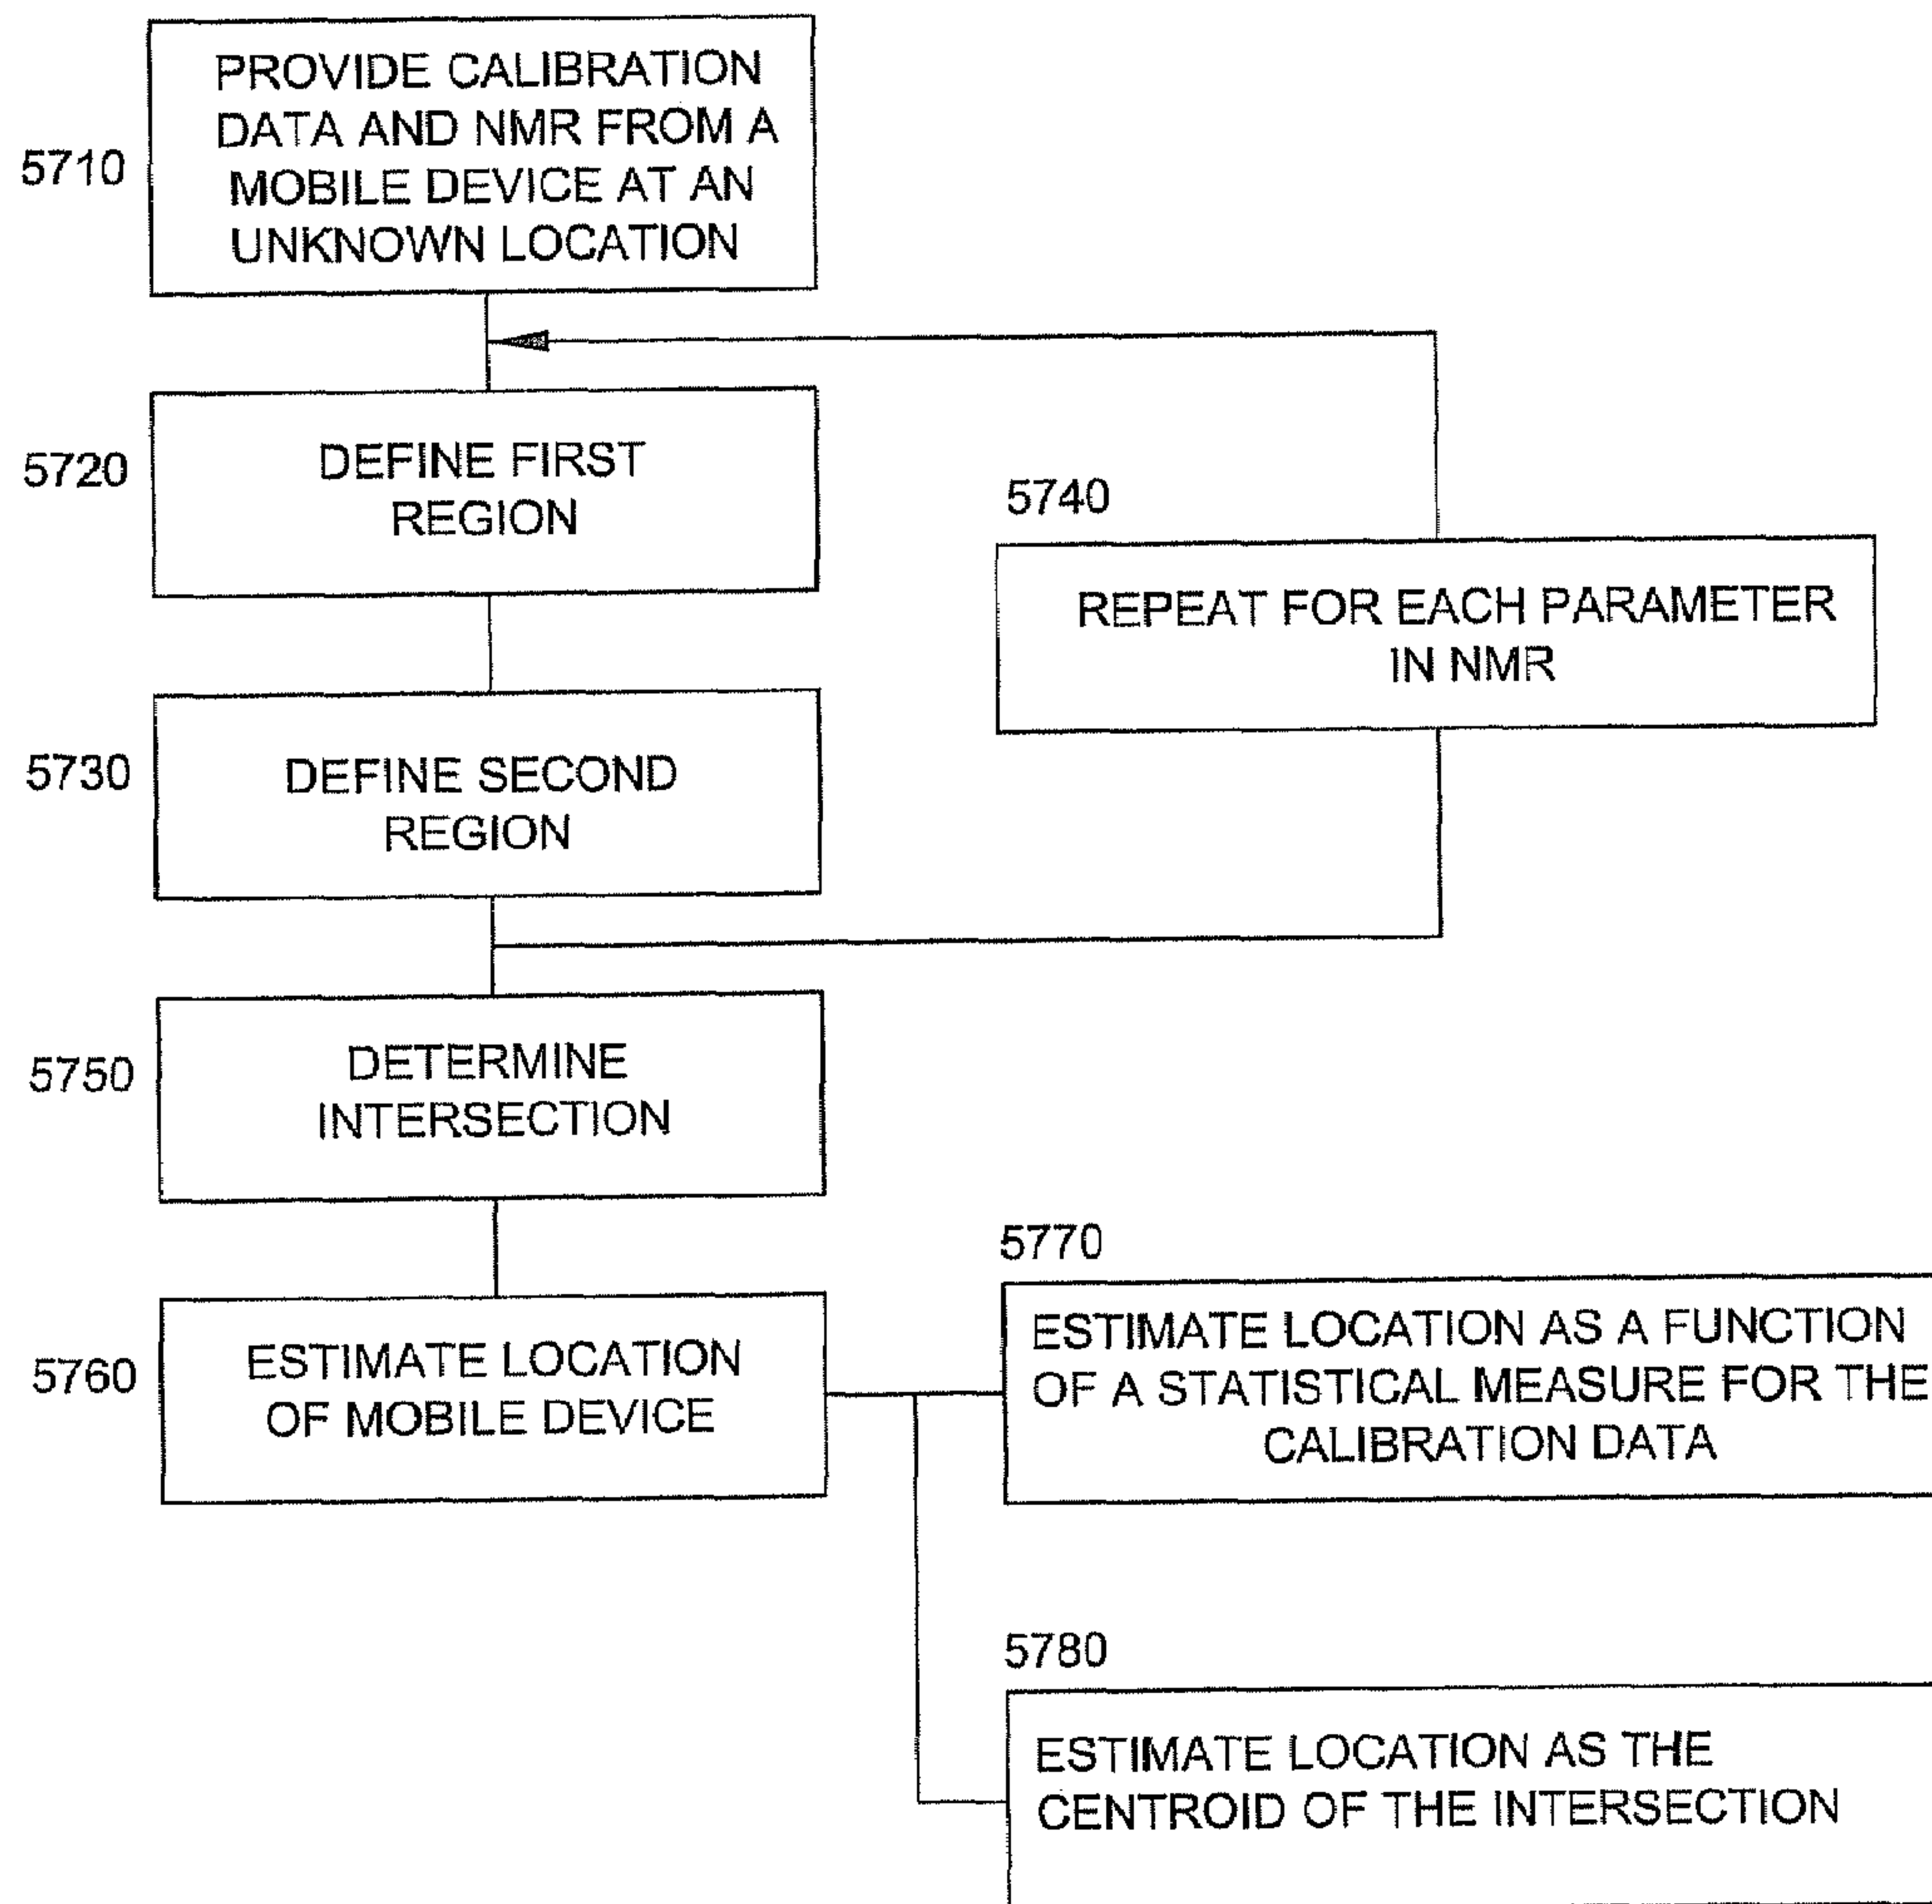 5710
PROVIDE CALIBRATION
DATA AND NMR FROM A
MOBILE DEVICE AT AN
UNKNOWN LOCATION
5720
DEFINE FIRST
REGION
5730
DEFINE SECOND
REGION
5740
REPEAT FOR EACH PARAMETER
IN NMR
5750
DETERMINE
INTERSECTION
5760
ESTIMATE LOCATION
OF MOBILE DEVICE
5770
ESTIMATE LOCATION AS A FUNCTION
OF A STATISTICAL MEASURE FOR THE
CALIBRATION DATA
5780
ESTIMATE LOCATION AS THE
CENTROID OF THE INTERSECTION